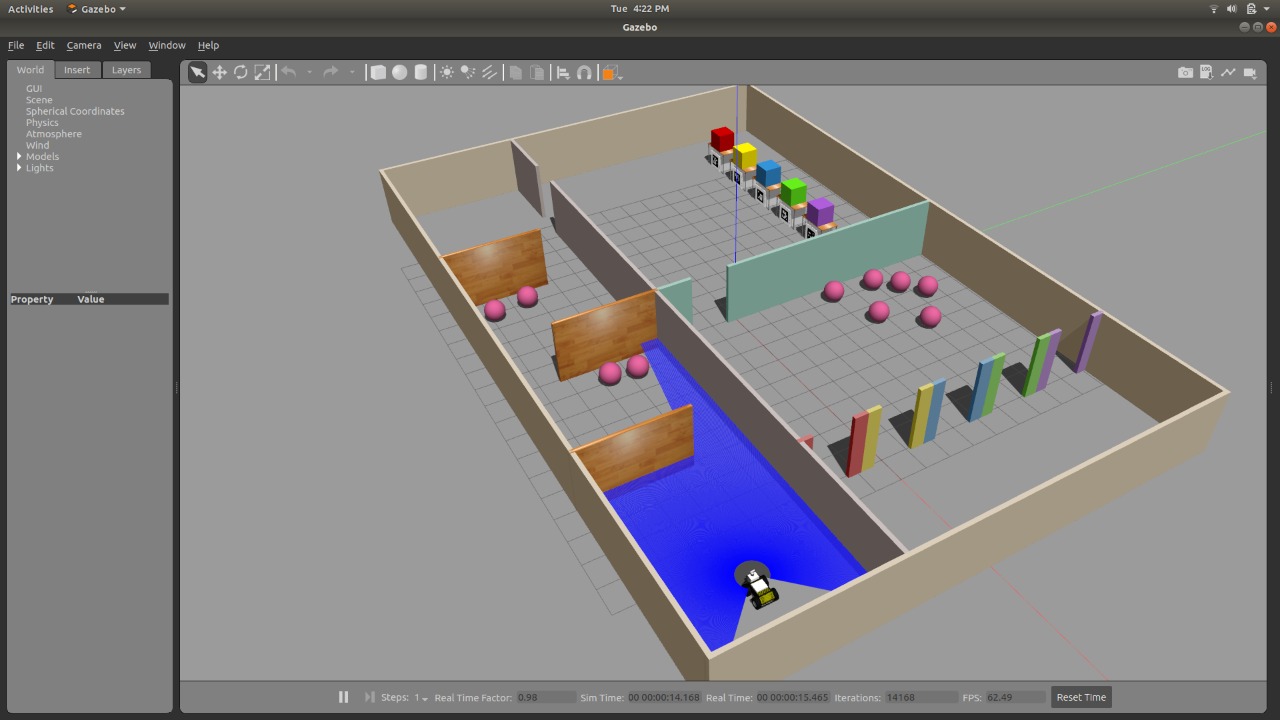 Activities Gazebo Tue 4:22 PM
Gazebo
File Edit Camera View Window Help
World Insert Layers
GUI
Scene
Spherical Coordinates
Physics
Atmosphere
Wind
Models
Lights
Property Value
Steps: 1 Real Time Factor: 0.98 Sim Time: 00 00:00:14.168 Real Time: 00 00:00:15.465 Iterations: 14168 FPS: 62.49 Reset Time